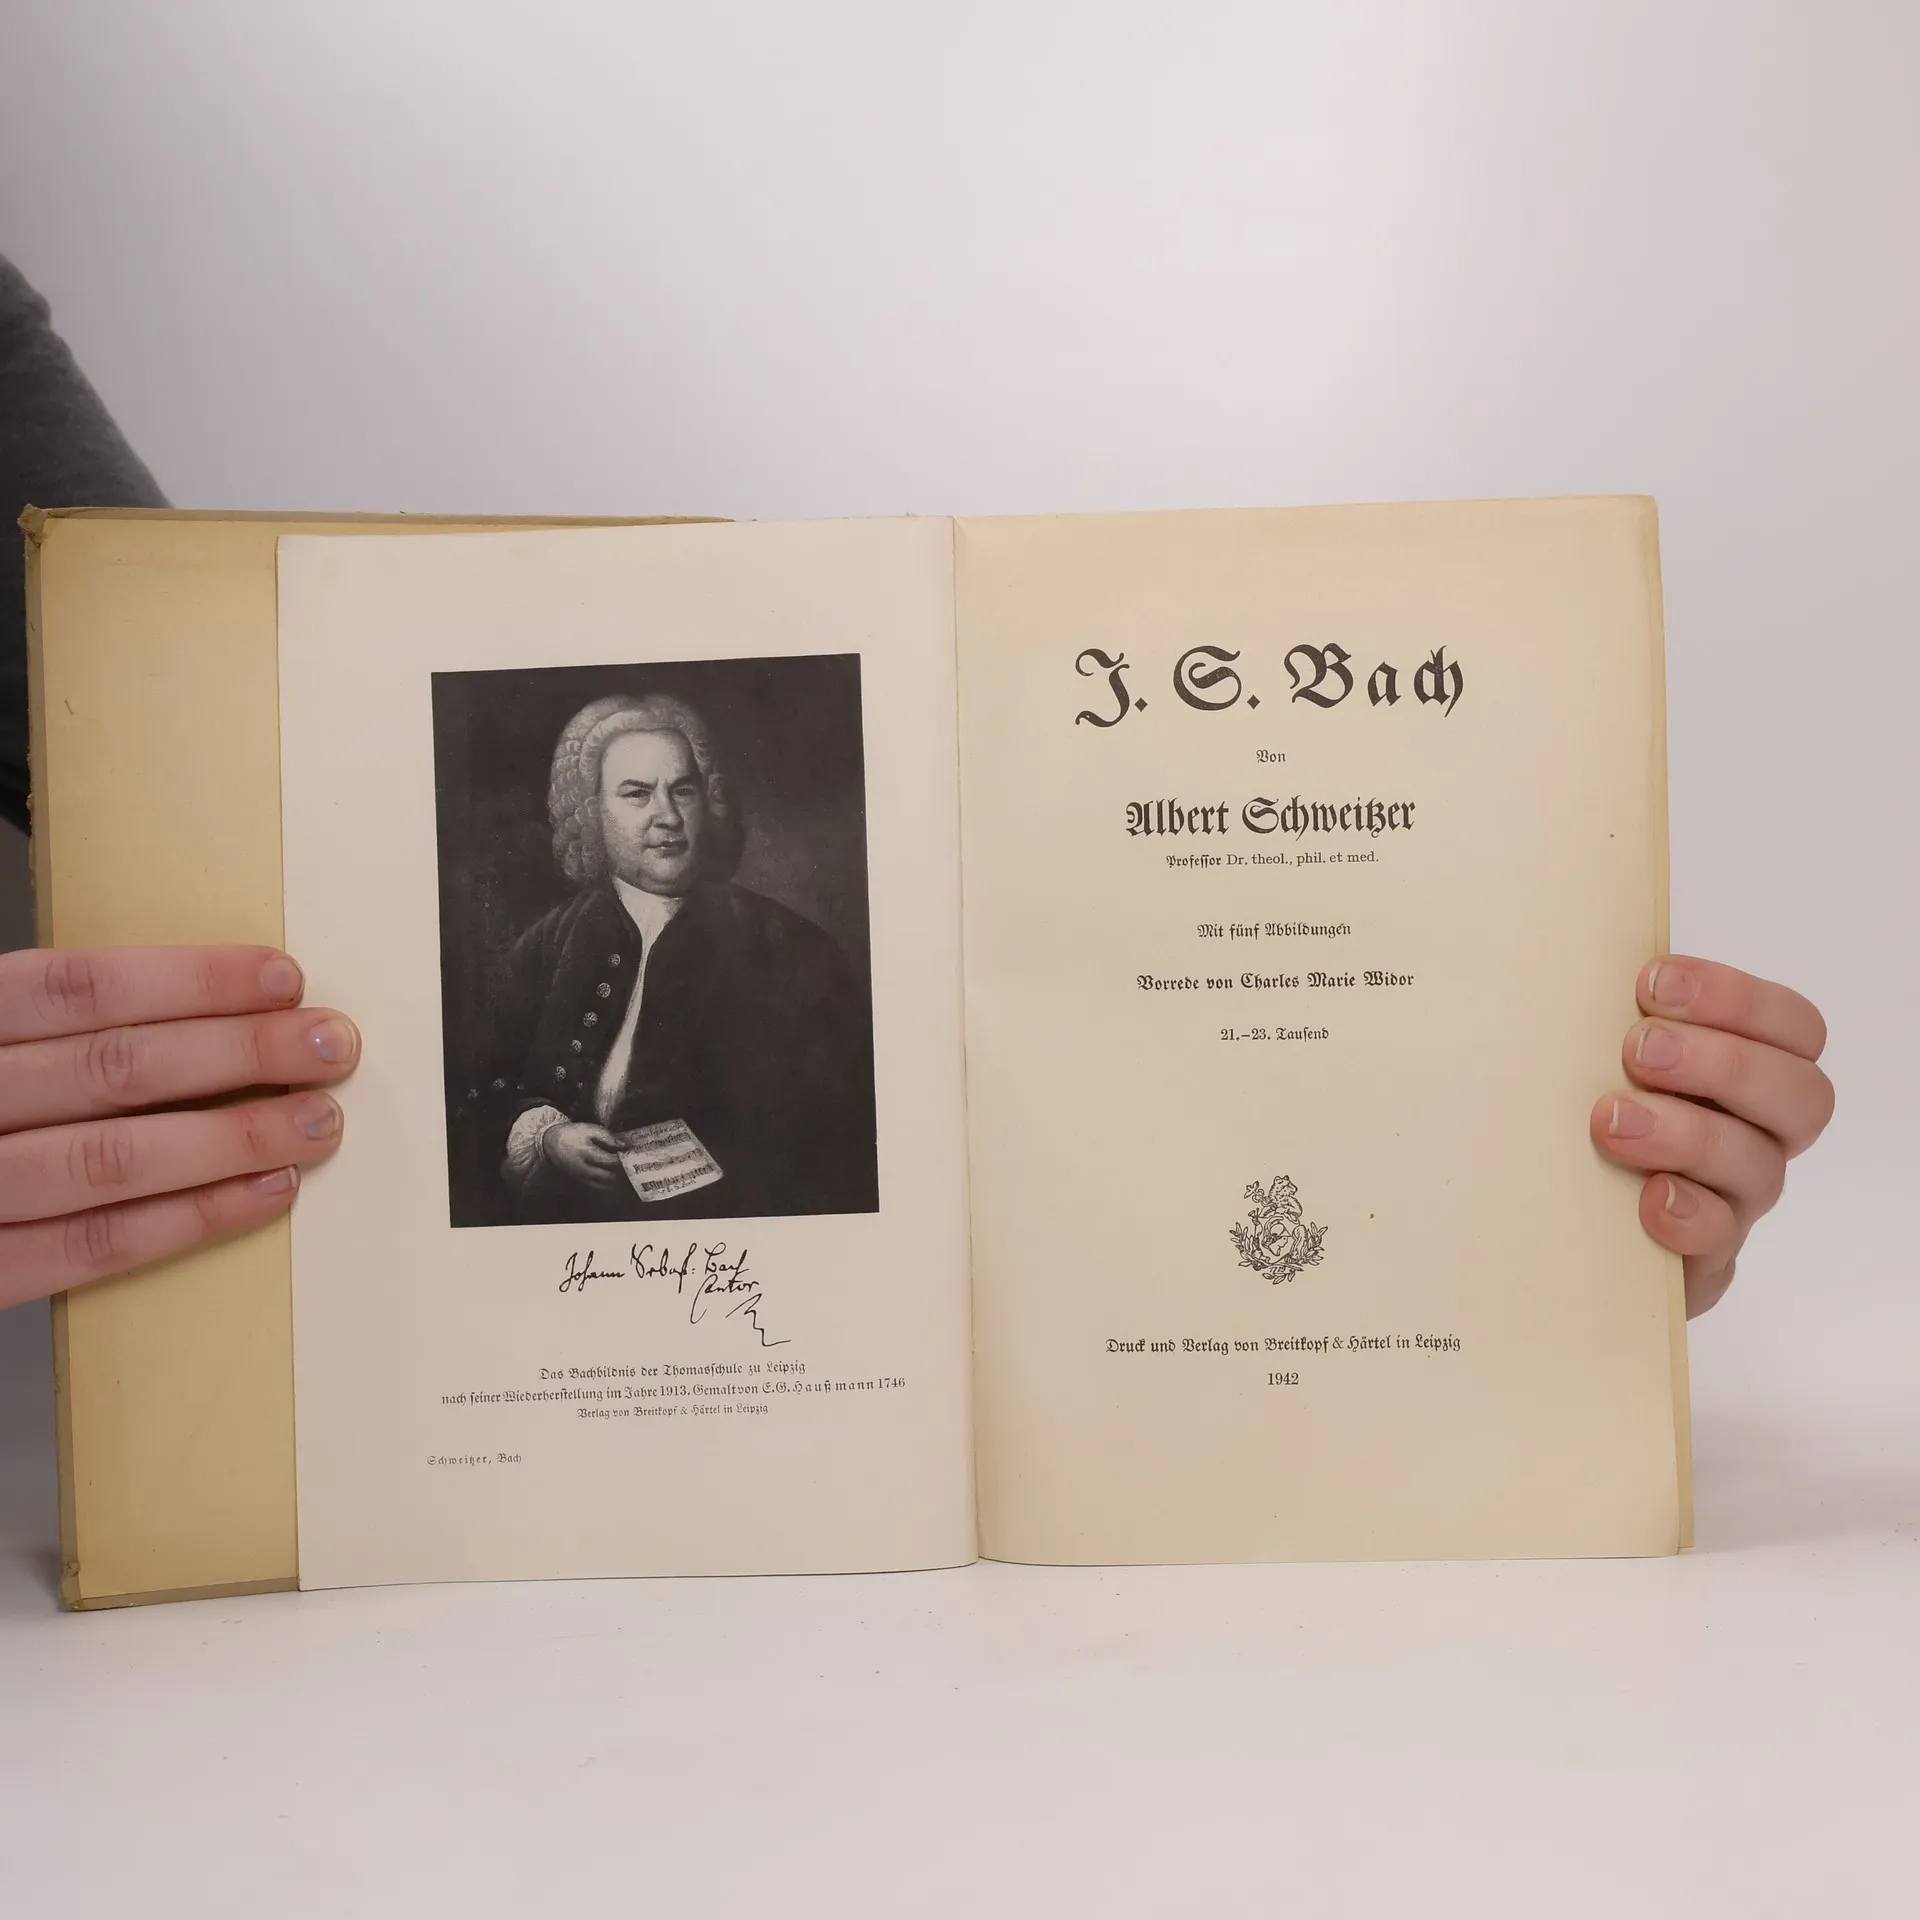 Johann Sebast: Bach
Cantor
Das Bachbildnis der Thomasschule zu Leipzig
nach seiner Wiederherstellung im Jahre 1913. Gemalt von E. G. Haußmann 1746
Verlag von Breitkopf & Härtel in Leipzig
Schweitzer, Bach
J. S. Bach
Von
Albert Schweitzer
Professor Dr. theol., phil. et med.
Mit fünf Abbildungen
Vorrede von Charles Marie Widor
21.–23. Tausend
Druck und Verlag von Breitkopf & Härtel in Leipzig
1942